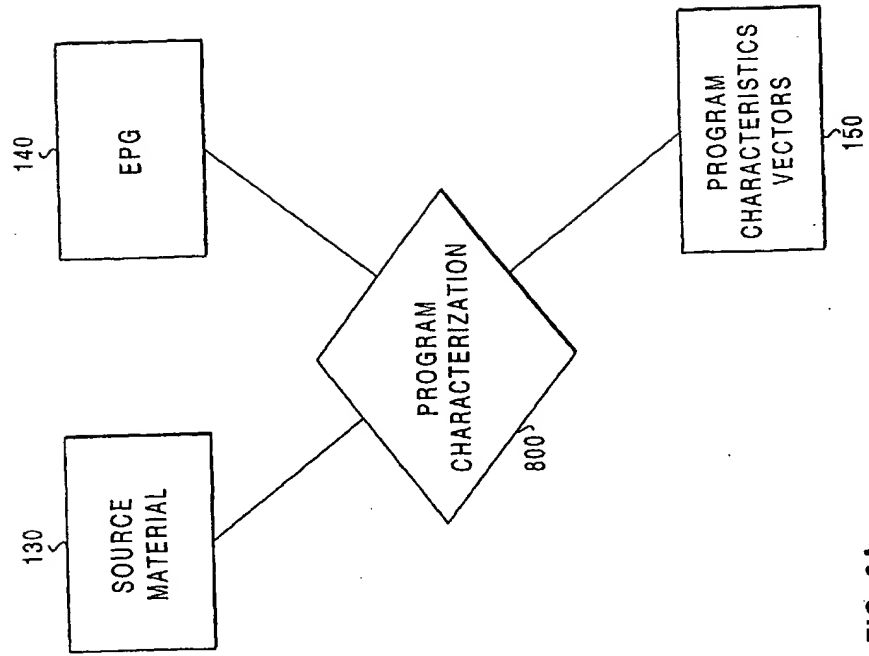 130
SOURCE
MATERIAL
140
EPG
PROGRAM
CHARACTERIZATION
800
PROGRAM
CHARACTERISTICS
VECTORS
150